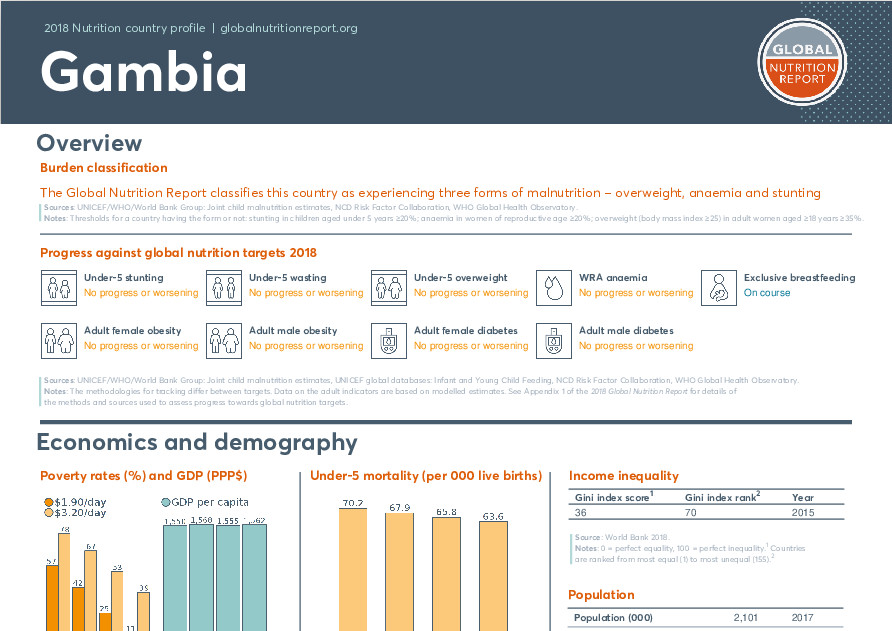 2018 Nutrition country profile | globalnutritionreport.org
Gambia
GLOBAL
NUTRITION
REPORT
Overview
Burden classification
The Global Nutrition Report classifies this country as experiencing three forms of malnutrition – overweight, anaemia and stunting
Sources: UNICEF/WHO/World Bank Group: Joint child malnutrition estimates, NCD Risk Factor Collaboration, WHO Global Health Observatory.
Notes: Thresholds for a country having the form or not: stunting in children aged under 5 years ≥20%; anaemia in women of reproductive age ≥20%; overweight (body mass index ≥25) in adult women aged ≥18 years ≥35%.
Progress against global nutrition targets 2018
Under-5 stunting
No progress or worsening
Under-5 wasting
No progress or worsening
Under-5 overweight
No progress or worsening
WRA anaemia
No progress or worsening
Exclusive breastfeeding
On course
Adult female obesity
No progress or worsening
Adult male obesity
No progress or worsening
Adult female diabetes
No progress or worsening
Adult male diabetes
No progress or worsening
Sources: UNICEF/WHO/World Bank Group: Joint child malnutrition estimates, UNICEF global databases: Infant and Young Child Feeding, NCD Risk Factor Collaboration, WHO Global Health Observatory.
Notes: The methodologies for tracking differ between targets. Data on the adult indicators are based on modelled estimates. See Appendix 1 of the 2018 Global Nutrition Report for details of
the methods and sources used to assess progress towards global nutrition targets.
Economics and demography
Poverty rates (%) and GDP (PPP$)
$1.90/day
$3.20/day
GDP per capita
78
57
67
42
25
11
1,560 1,555
Under-5 mortality (per 000 live births)
70.2
67.9
65.8
63.6
Income inequality
Gini index score1 Gini index rank2 Year
36 70 2015
Source: World Bank 2018.
Notes: 0 = perfect equality, 100 = perfect inequality.1 Countries
are ranked from most equal (1) to most unequal (155).2
Population
Population (000) 2,101 2017